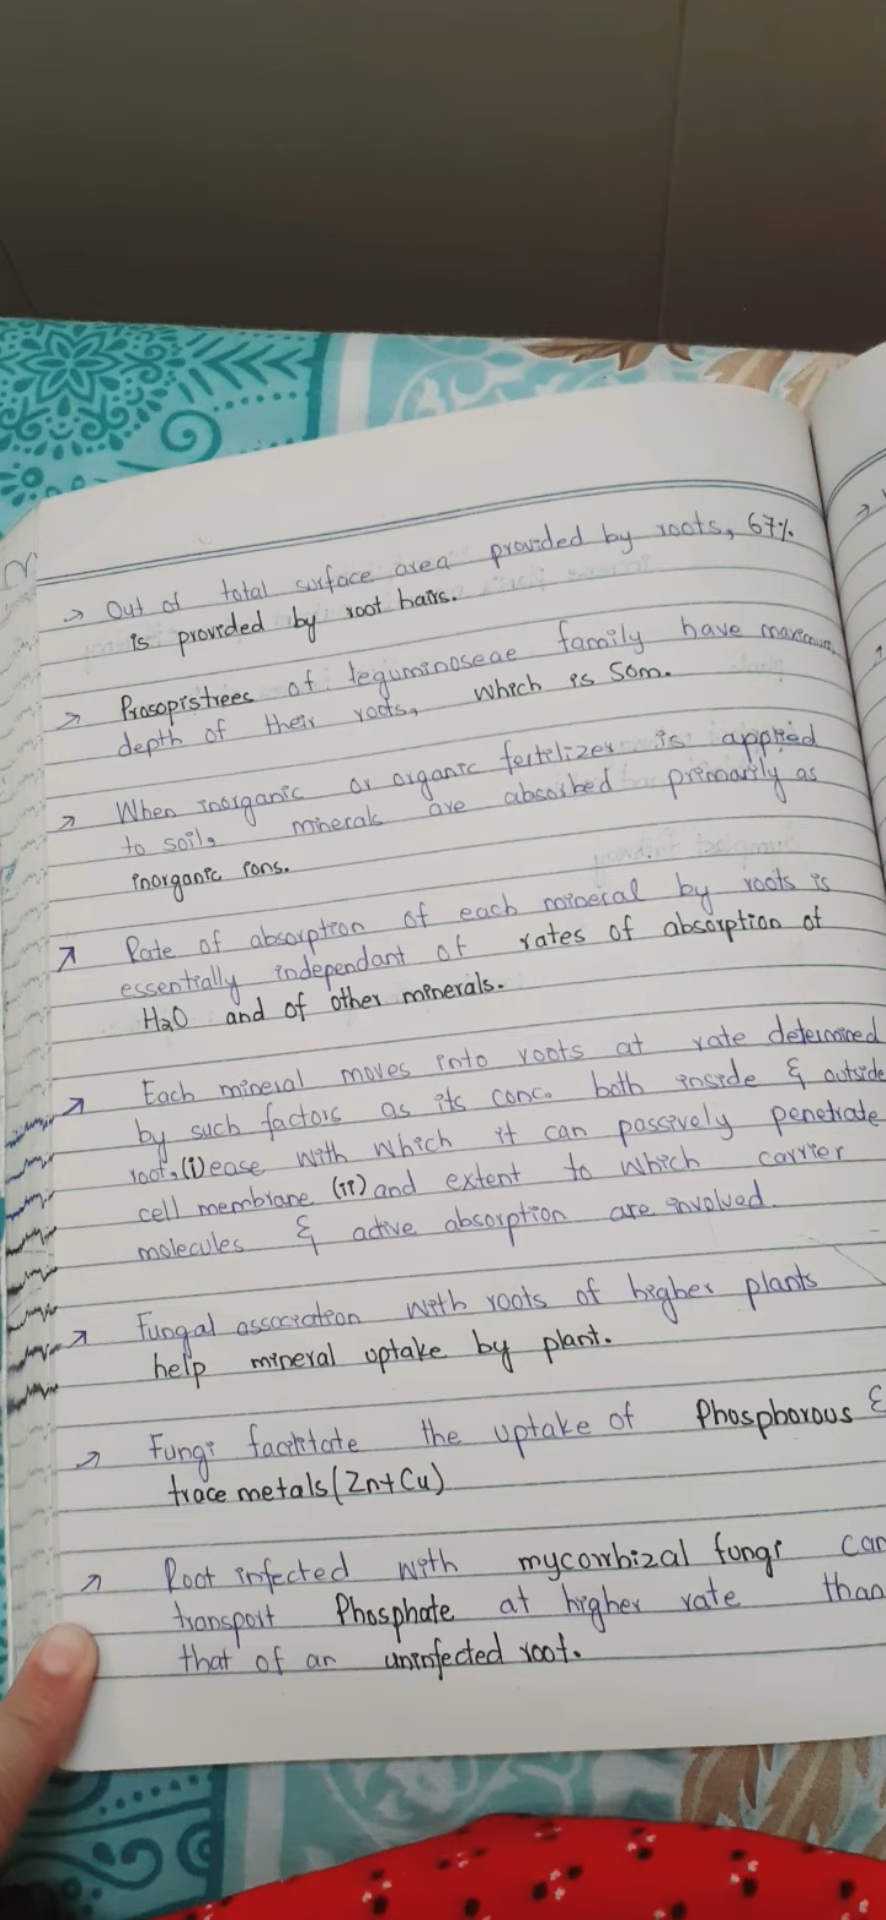 → Out of total surface area provided by roots, 67%
is provided by root hairs.
→ Prosopistrees of leguminoseae family have maximum
depth of their roots, which is 50m.
→ When inorganic or organic fertelizer is applied
to soil, minerals are absorbed primarily as
inorganic ions.
→ Rate of absorption of each mineral by roots is
essentially independant of rates of absorption of
H₂O and of other minerals.
→ Each mineral moves into roots at rate determined
by such factors as its conc. both inside & outside
root, (i) ease with which it can passively penetrate
cell membrane (ii) and extent to which carrier
molecules & active absorption are involved.
→ Fungal association with roots of higher plants
help mineral uptake by plant.
→ Fungi facilitate the uptake of Phosphorous &
trace metals (Zn+Cu)
→ Root infected with mycorrhizal fungi can
transport Phosphate at higher rate than
that of an uninfected root.